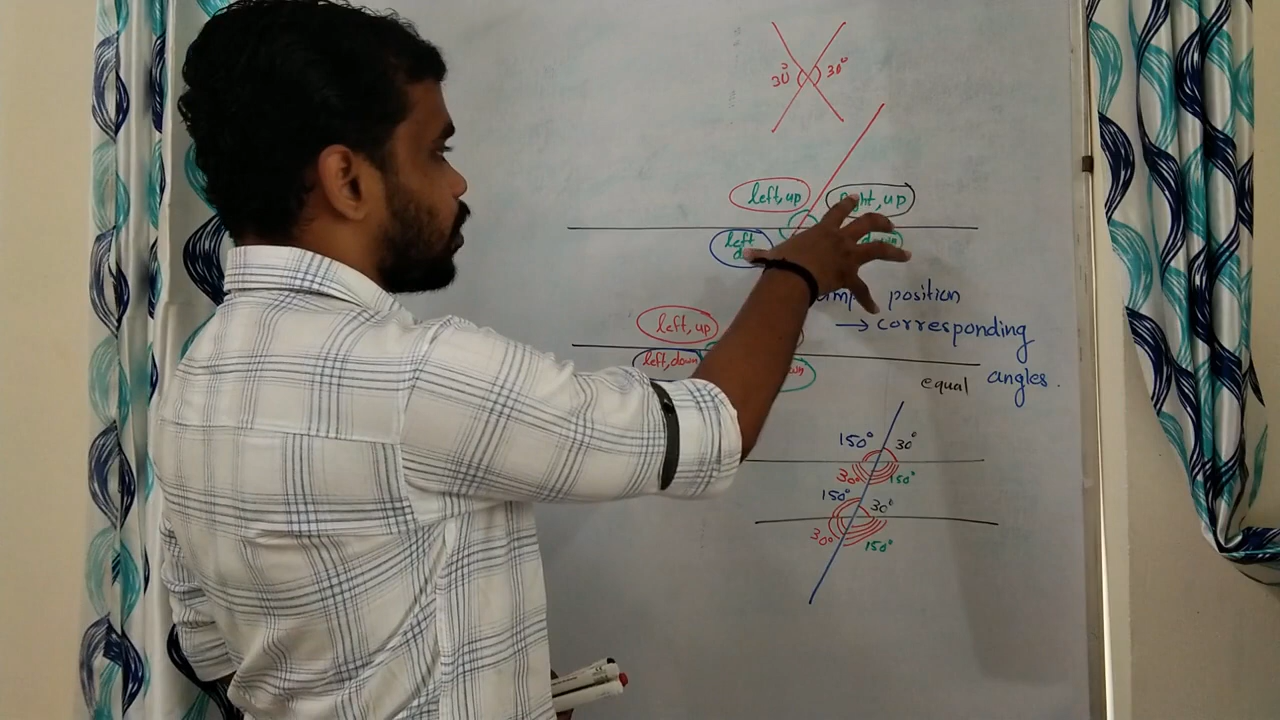 30° 30°
left,up right,up
left down
position
→ corresponding
left,up
left,down
equal angles.
150° 30°
30° 150°
150° 30°
30° 150°